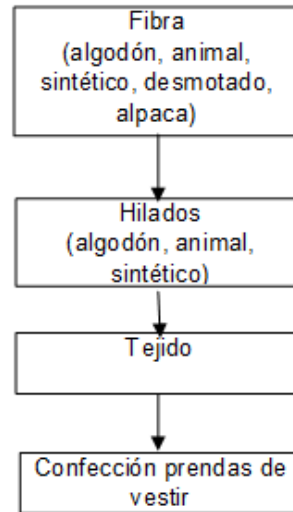 Fibra
(algodón, animal,
sintético, desmotado,
alpaca)
Hilados
(algodón, animal,
sintético)
Tejido
Confección prendas de
vestir